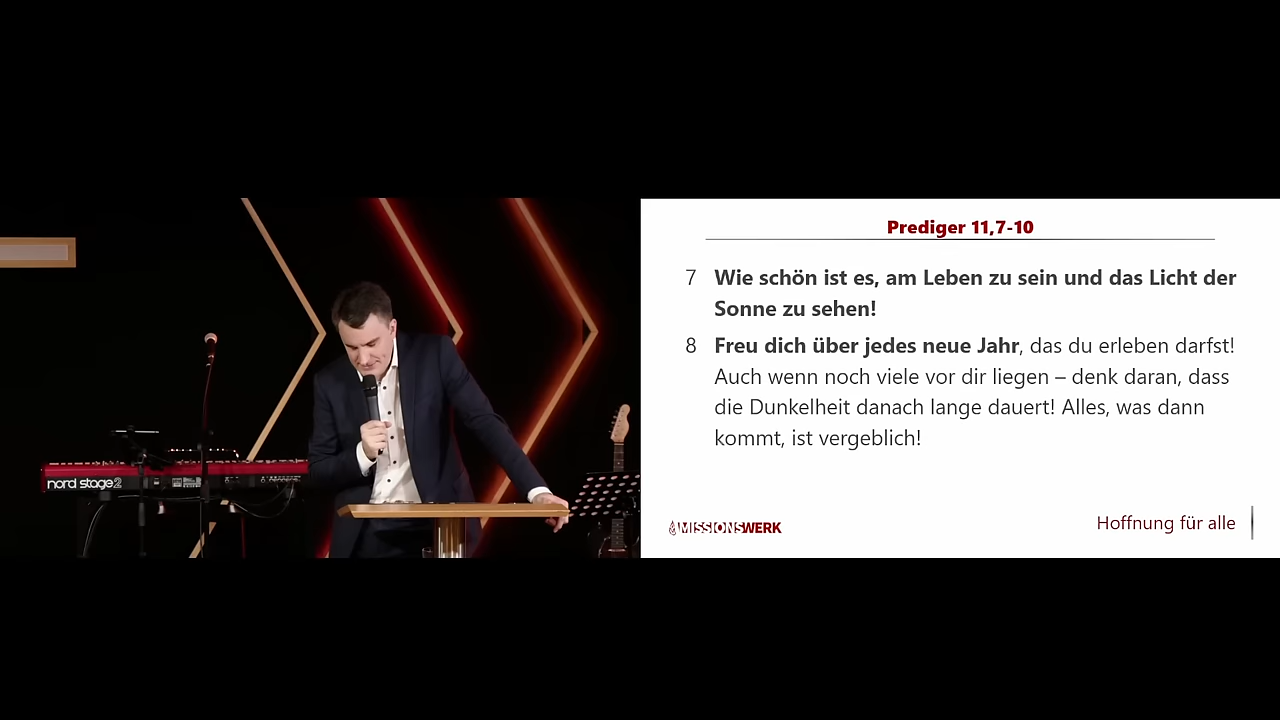 nord stage 2
Prediger 11,7-10
7 Wie schön ist es, am Leben zu sein und das Licht der
Sonne zu sehen!
8 Freu dich über jedes neue Jahr, das du erleben darfst!
Auch wenn noch viele vor dir liegen – denk daran, dass
die Dunkelheit danach lange dauert! Alles, was dann
kommt, ist vergeblich!
MISSIONSWERK
Hoffnung für alle